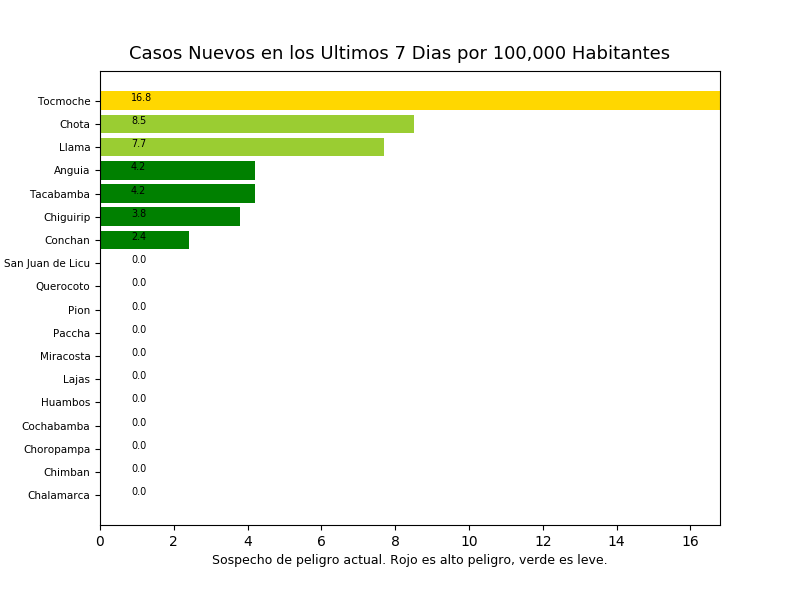 Casos Nuevos en los Ultimos 7 Dias por 100,000 Habitantes
Tocmoche 16.8
Chota 8.5
Llama 7.7
Anguia 4.2
Tacabamba 4.2
Chiguirip 3.8
Conchan 2.4
San Juan de Licu 0.0
Querocoto 0.0
Pion 0.0
Paccha 0.0
Miracosta 0.0
Lajas 0.0
Huambos 0.0
Cochabamba 0.0
Choropampa 0.0
Chimban 0.0
Chalamarca 0.0
0 2 4 6 8 10 12 14 16
Sospecho de peligro actual. Rojo es alto peligro, verde es leve.